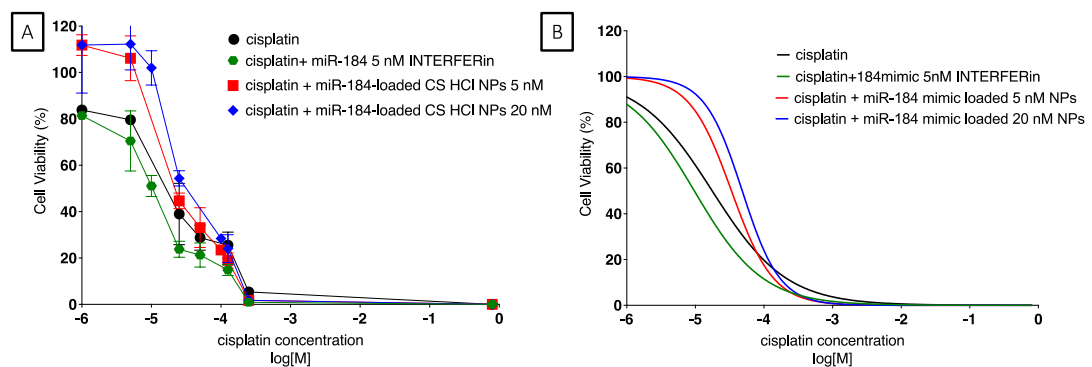 A
120
100
80
60
40
20
0
Cell Viability (%)
cisplatin
cisplatin+ miR-184 5 nM INTERFERin
cisplatin + miR-184-loaded CS HCl NPs 5 nM
cisplatin + miR-184-loaded CS HCl NPs 20 nM
-6 -5 -4 -3 -2 -1 0
cisplatin concentration
log[M]
B
120
100
80
60
40
20
0
Cell Viability (%)
cisplatin
cisplatin+184mimic 5nM INTERFERin
cisplatin + miR-184 mimic loaded 5 nM NPs
cisplatin + miR-184 mimic loaded 20 nM NPs
-6 -5 -4 -3 -2 -1 0
cisplatin concentration
log[M]